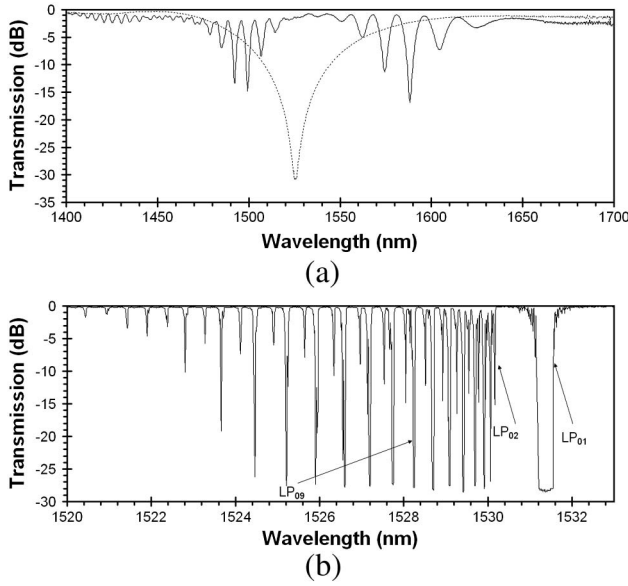 0
-5
-10
-15
-20
-25
-30
-35
Transmission (dB)
1400 1450 1500 1550 1600 1650 1700
Wavelength (nm)
(a)
0
-5
-10
-15
-20
-25
-30
Transmission (dB)
LP09
LP02
LP01
1520 1522 1524 1526 1528 1530 1532
Wavelength (nm)
(b)